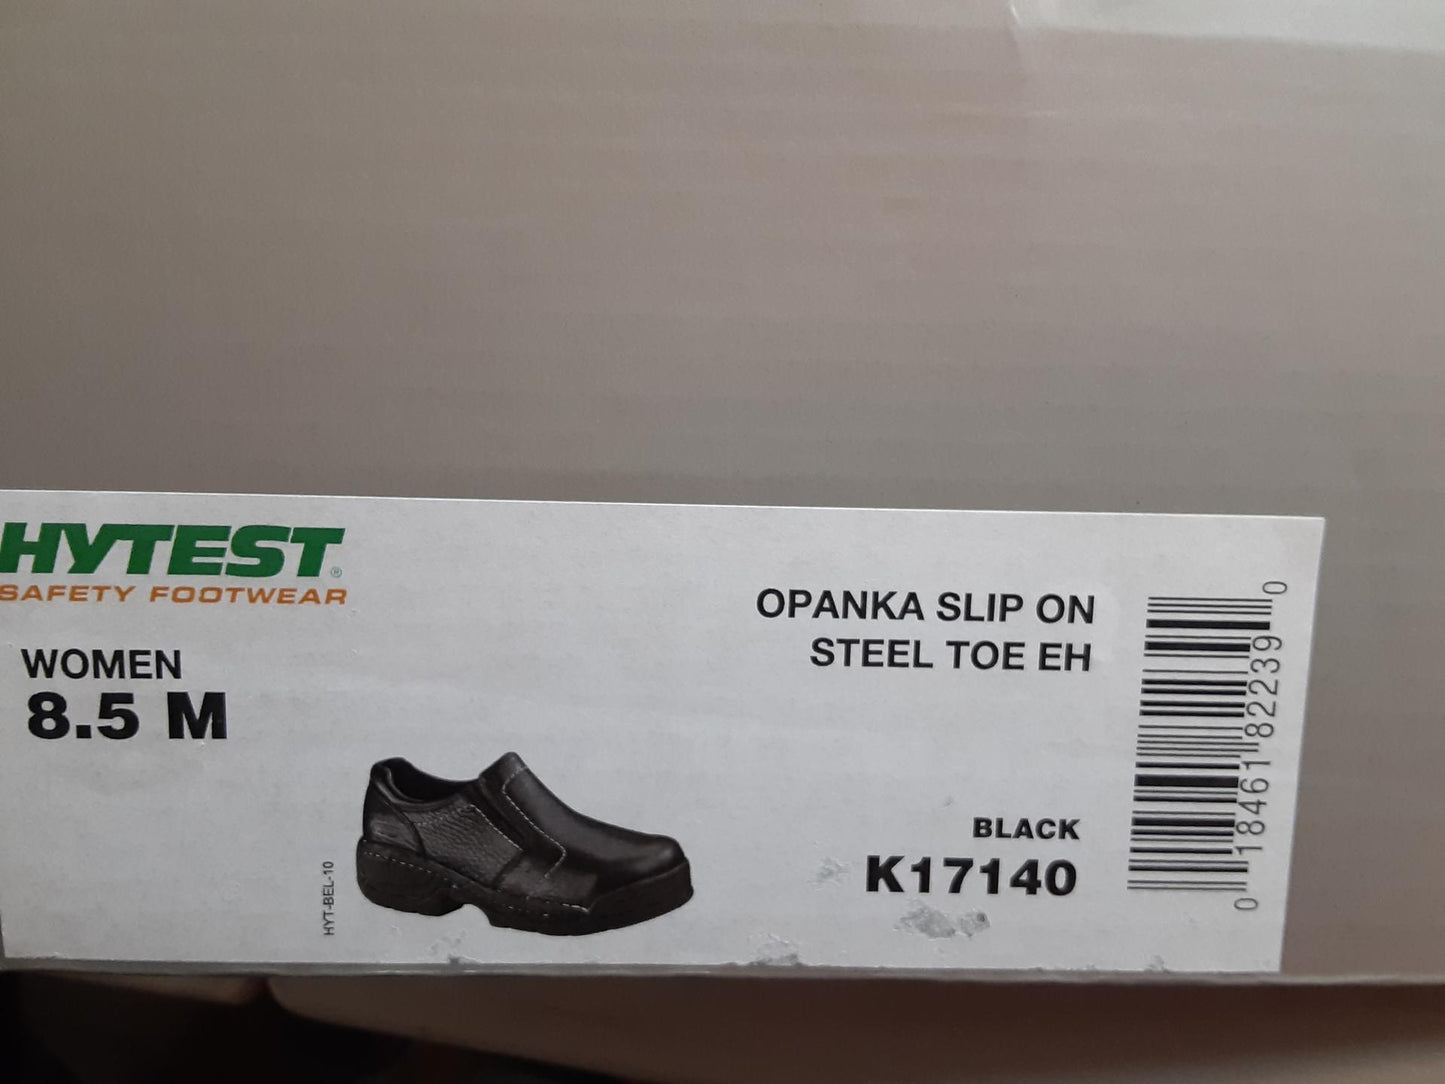 HYTEST®
SAFETY FOOTWEAR
WOMEN
8.5 M
OPANKA SLIP ON
STEEL TOE EH
BLACK
K17140
HYT-BEL-10
0 18461 82239 0